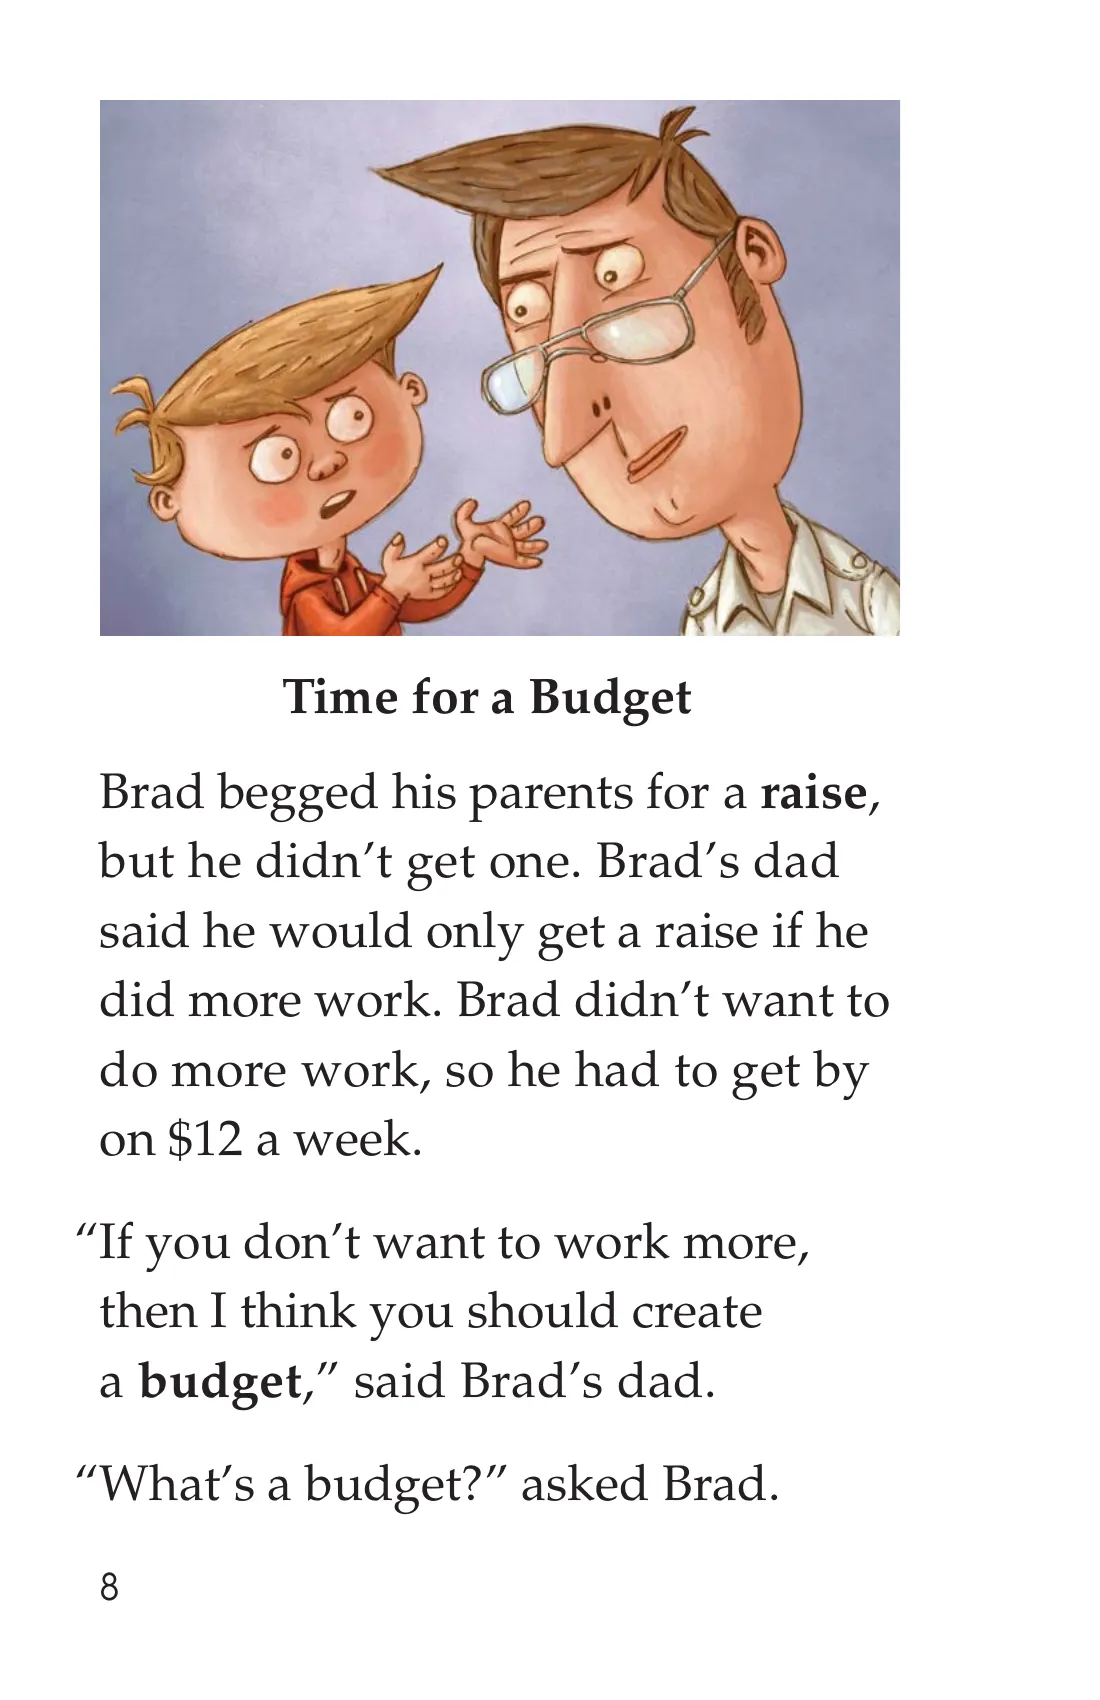 Time for a Budget
Brad begged his parents for a raise,
but he didn’t get one. Brad’s dad
said he would only get a raise if he
did more work. Brad didn’t want to
do more work, so he had to get by
on $12 a week.
“If you don’t want to work more,
then I think you should create
a budget,” said Brad’s dad.
“What’s a budget?” asked Brad.
8